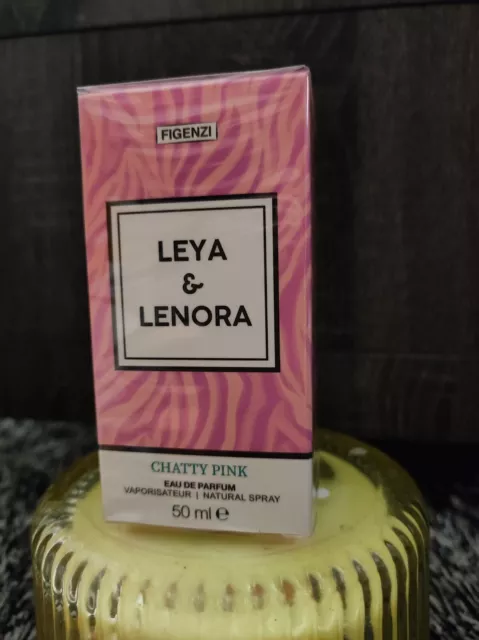 FIGENZI
LEYA
&
LENORA
CHATTY PINK
EAU DE PARFUM
VAPORISATEUR | NATURAL SPRAY
50 ml ℮